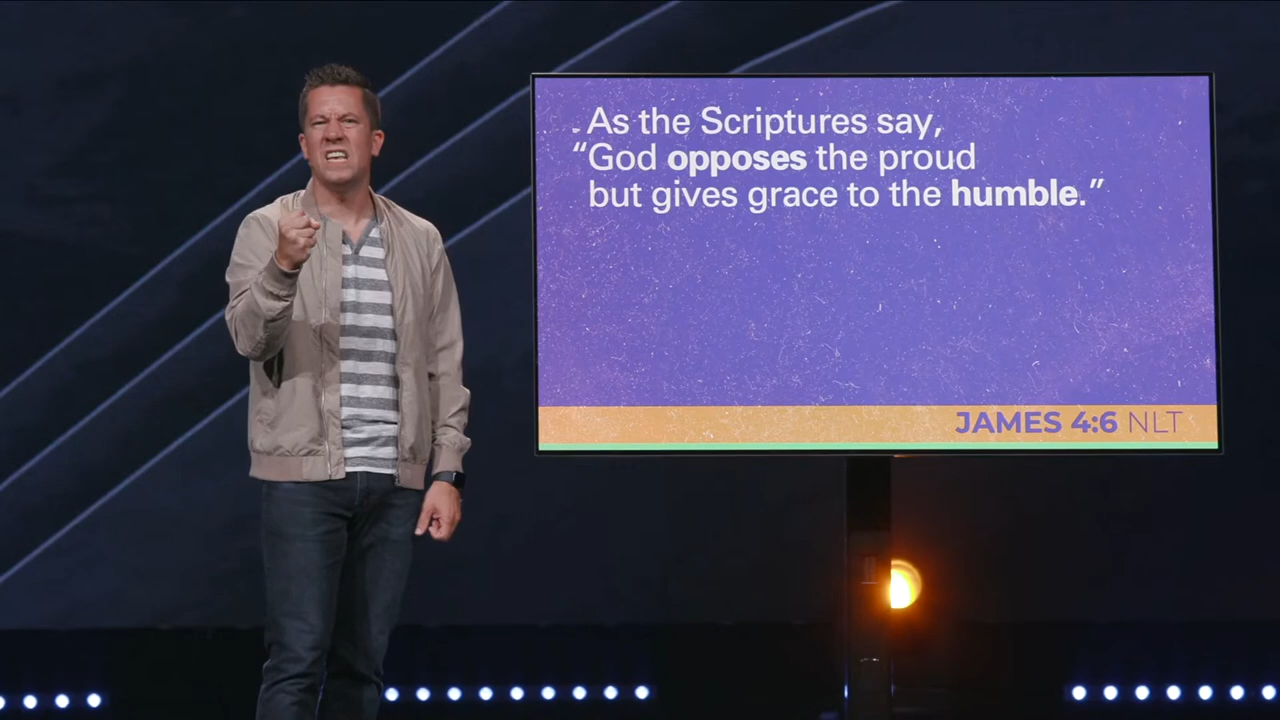 As the Scriptures say,
“God opposes the proud
but gives grace to the humble.”
JAMES 4:6 NLT